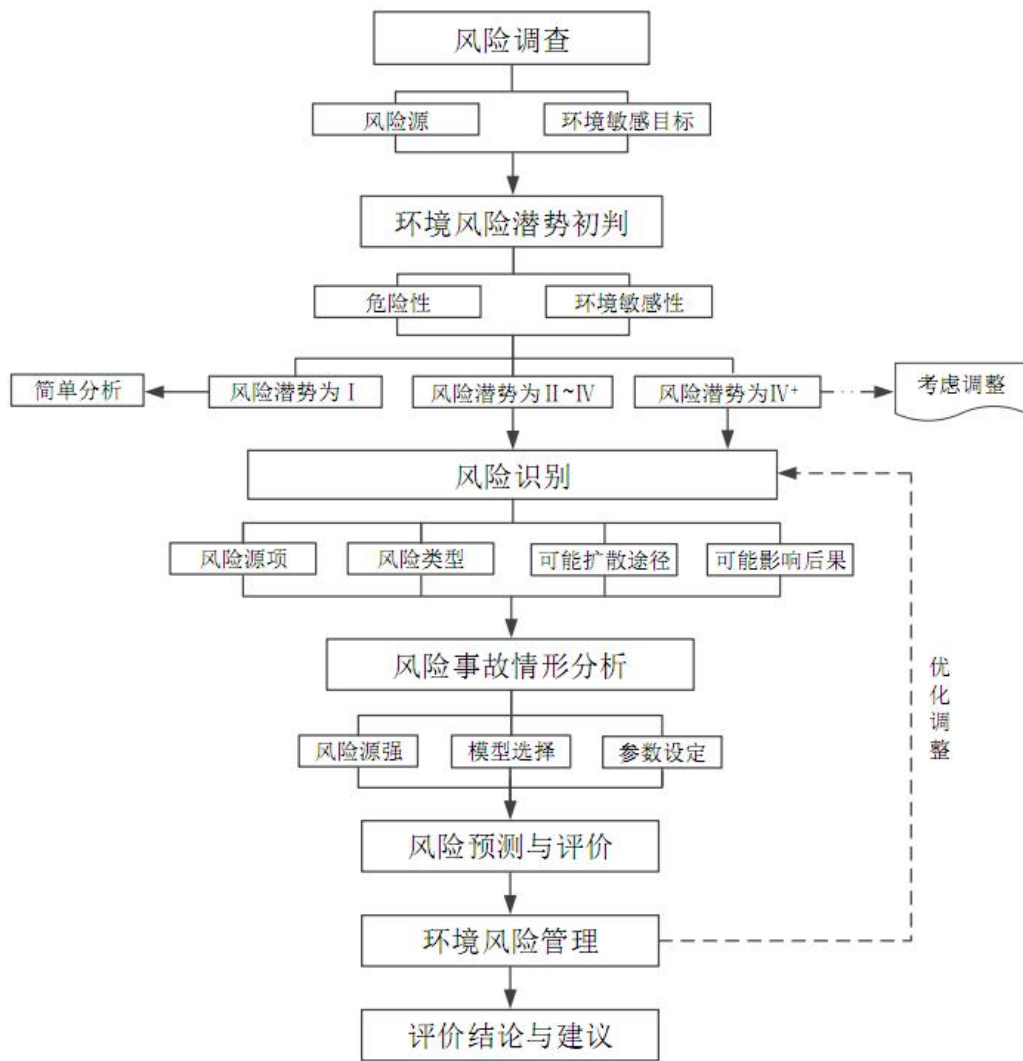 风险调查
风险源
环境敏感目标
环境风险潜势初判
危险性
环境敏感性
简单分析
风险潜势为Ⅰ
风险潜势为Ⅱ~Ⅳ
风险潜势为Ⅳ⁺
考虑调整
风险识别
风险源项
风险类型
可能扩散途径
可能影响后果
风险事故情形分析
风险源强
模型选择
参数设定
优化调整
风险预测与评价
环境风险管理
评价结论与建议